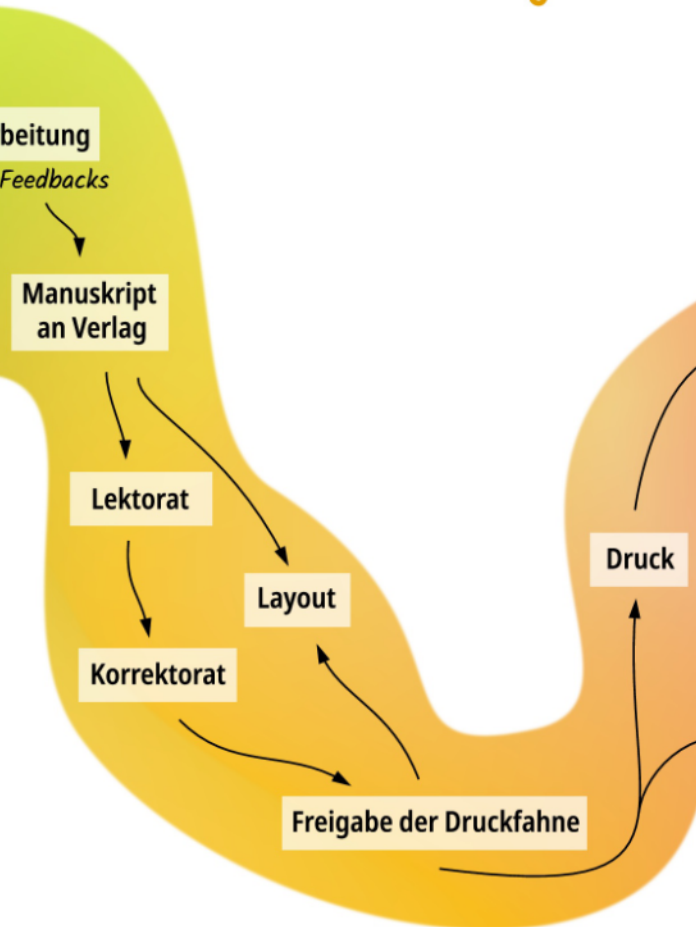 beitung
Feedbacks
Manuskript
an Verlag
Lektorat
Layout
Druck
Korrektorat
Freigabe der Druckfahne